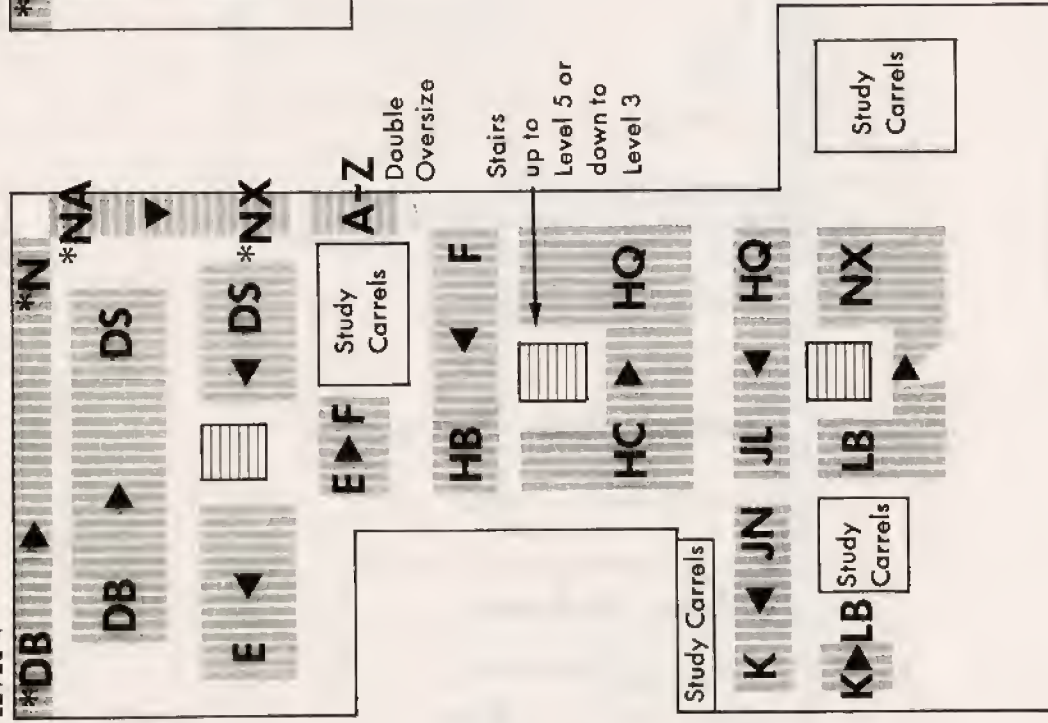 *
*DB *N
*NA
DB DS
E DS *NX
E F
Study
Carrels
A-Z
Double
Oversize
HB F
Stairs
up to
Level 5 or
down to
Level 3
HC HQ
Study Carrels
K JN JL HQ
K LB
Study
Carrels
LB NX
Study
Carrels